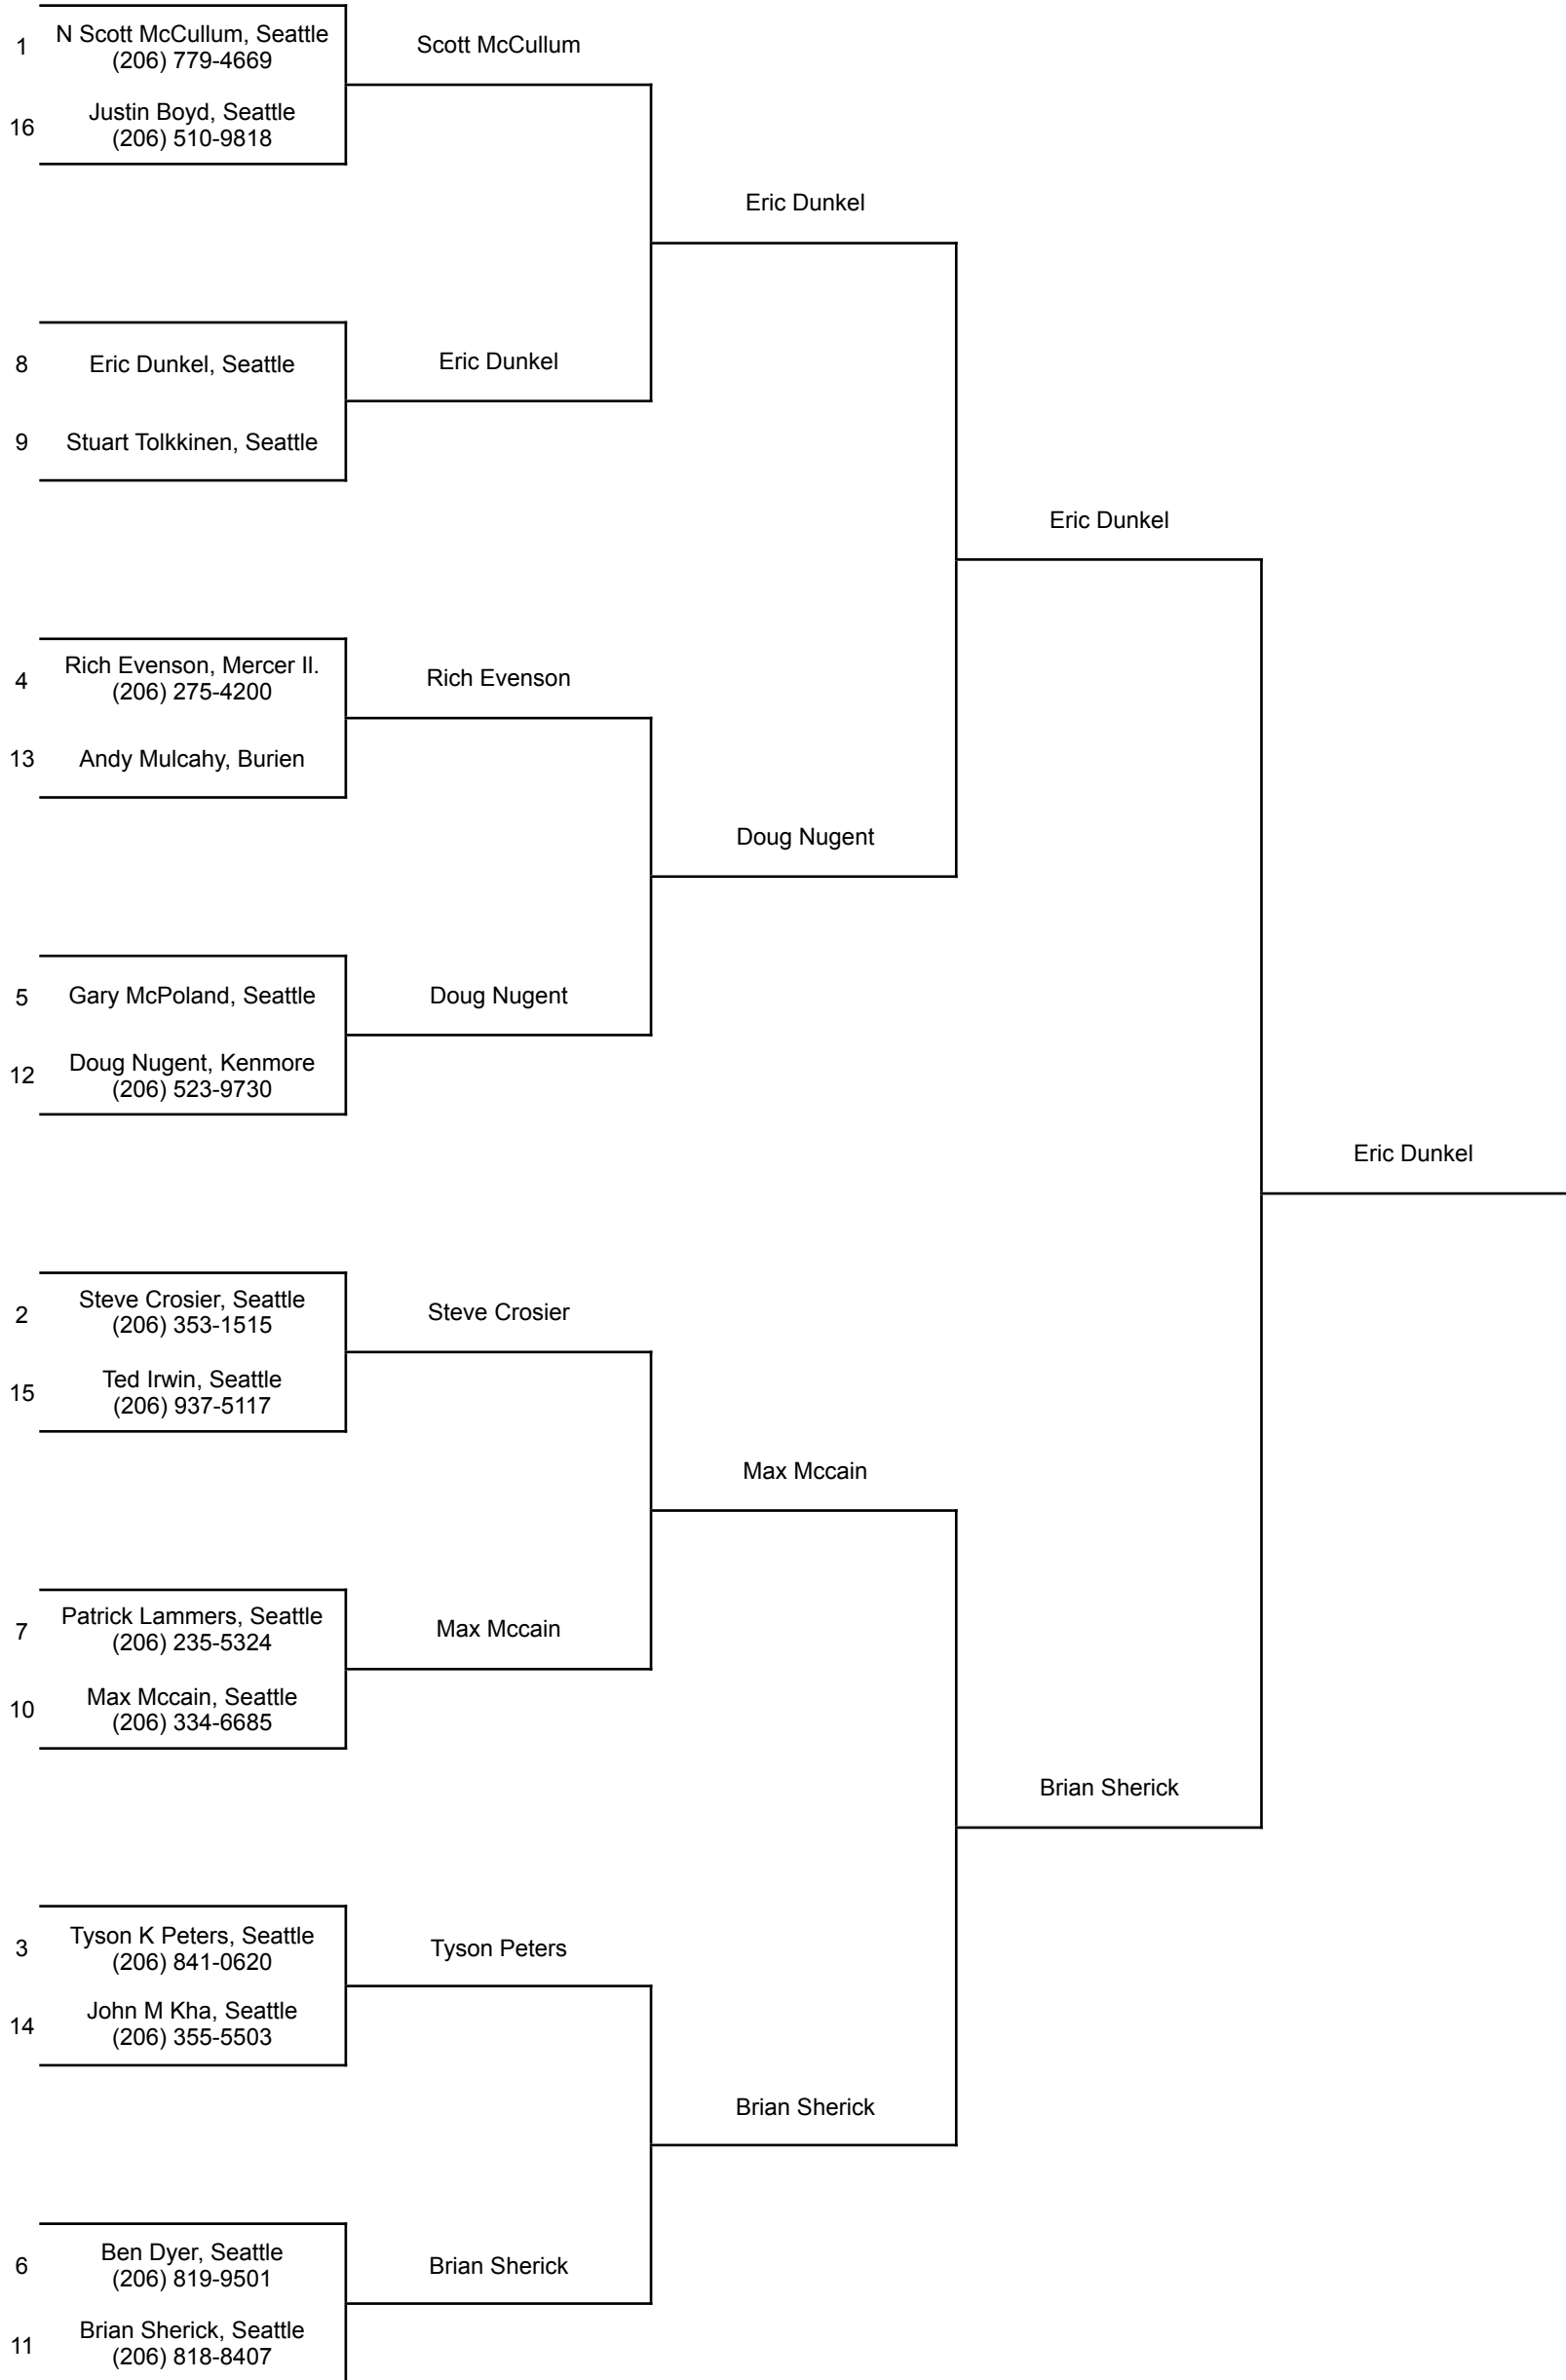 1
N Scott McCullum, Seattle
(206) 779-4669
Scott McCullum
16
Justin Boyd, Seattle
(206) 510-9818
Eric Dunkel
8
Eric Dunkel, Seattle
Eric Dunkel
9
Stuart Tolkkinen, Seattle
Eric Dunkel
4
Rich Evenson, Mercer Il.
(206) 275-4200
Rich Evenson
13
Andy Mulcahy, Burien
Doug Nugent
5
Gary McPoland, Seattle
Doug Nugent
12
Doug Nugent, Kenmore
(206) 523-9730
Eric Dunkel
2
Steve Crosier, Seattle
(206) 353-1515
Steve Crosier
15
Ted Irwin, Seattle
(206) 937-5117
Max Mccain
7
Patrick Lammers, Seattle
(206) 235-5324
Max Mccain
10
Max Mccain, Seattle
(206) 334-6685
Brian Sherick
3
Tyson K Peters, Seattle
(206) 841-0620
Tyson Peters
14
John M Kha, Seattle
(206) 355-5503
Brian Sherick
6
Ben Dyer, Seattle
(206) 819-9501
Brian Sherick
11
Brian Sherick, Seattle
(206) 818-8407